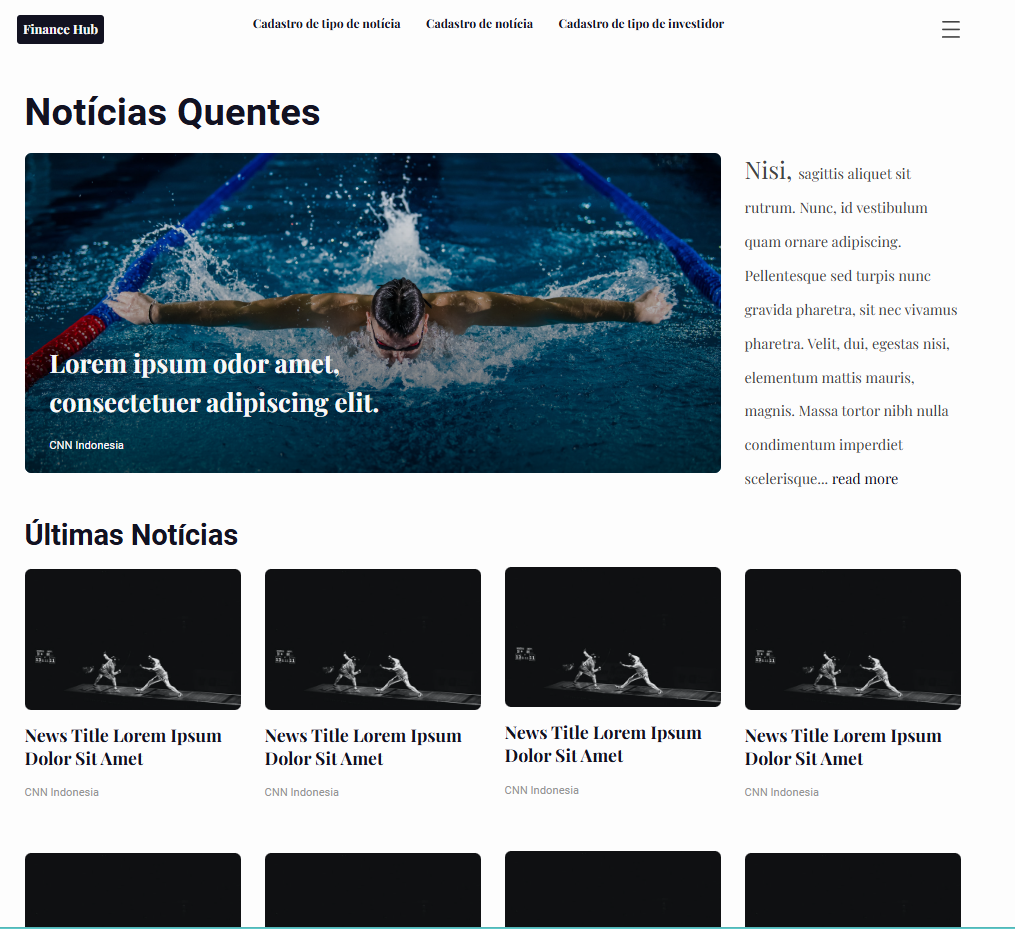 Finance Hub
Cadastro de tipo de notícia
Cadastro de notícia
Cadastro de tipo de investidor
Notícias Quentes
Nisi, sagittis aliquet sit
rutrum. Nunc, id vestibulum
quam ornare adipiscing.
Pellentesque sed turpis nunc
gravida pharetra, sit nec vivamus
pharetra. Velit, dui, egestas nisi,
elementum mattis mauris,
magnis. Massa tortor nibh nulla
condimentum imperdiet
scelerisque... read more
Lorem ipsum odor amet,
consectetuer adipiscing elit.
CNN Indonesia
Últimas Notícias
News Title Lorem Ipsum
Dolor Sit Amet
CNN Indonesia
News Title Lorem Ipsum
Dolor Sit Amet
CNN Indonesia
News Title Lorem Ipsum
Dolor Sit Amet
CNN Indonesia
News Title Lorem Ipsum
Dolor Sit Amet
CNN Indonesia